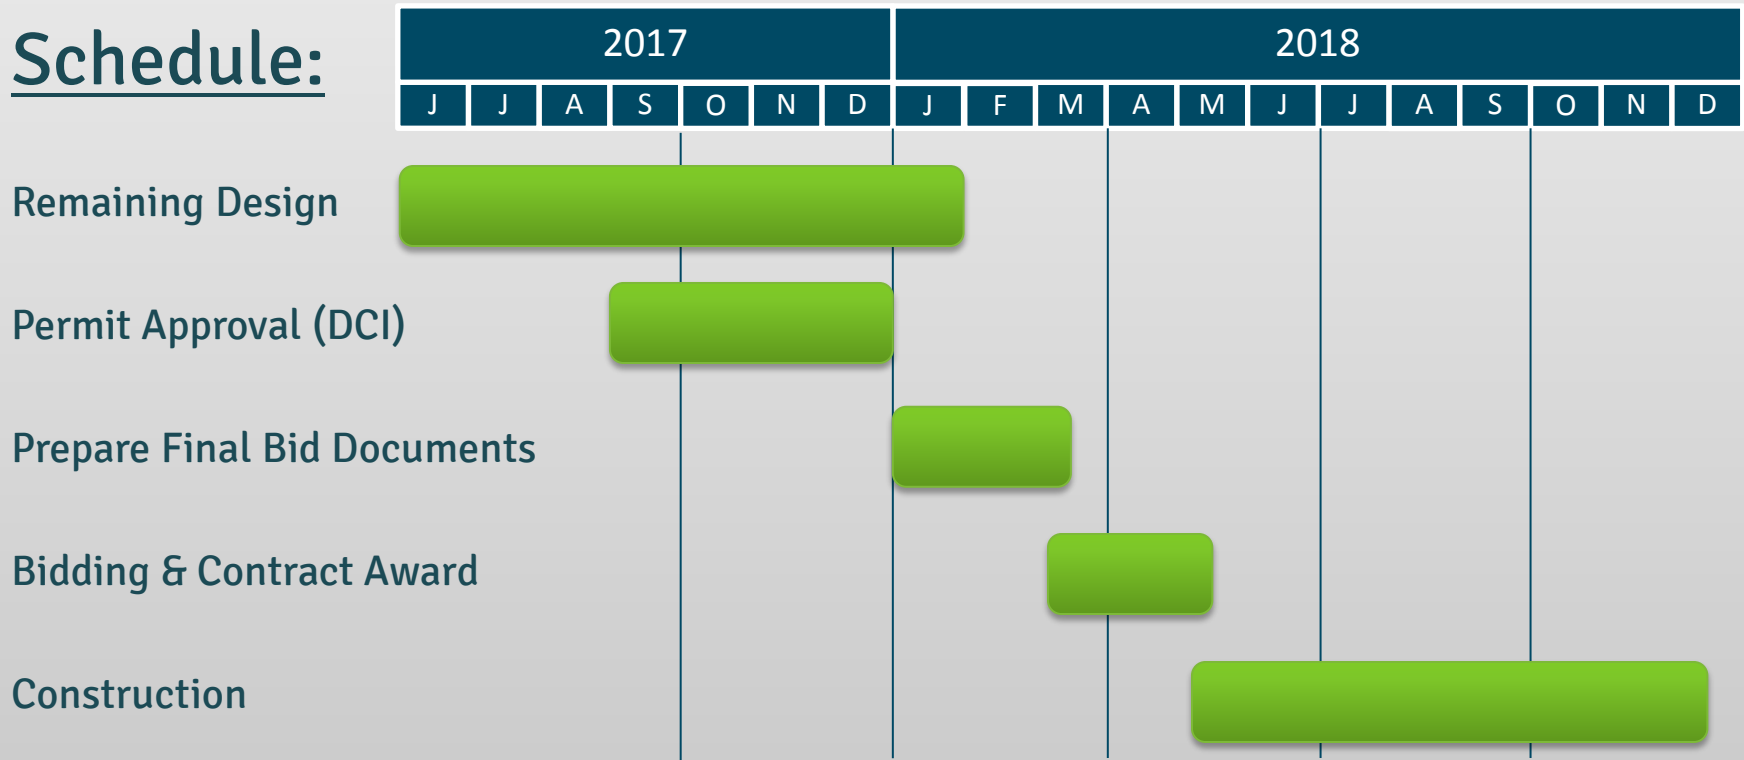 Schedule:
2017 2018
J J A S O N D J F M A M J J A S O N D
Remaining Design
Permit Approval (DCI)
Prepare Final Bid Documents
Bidding & Contract Award
Construction